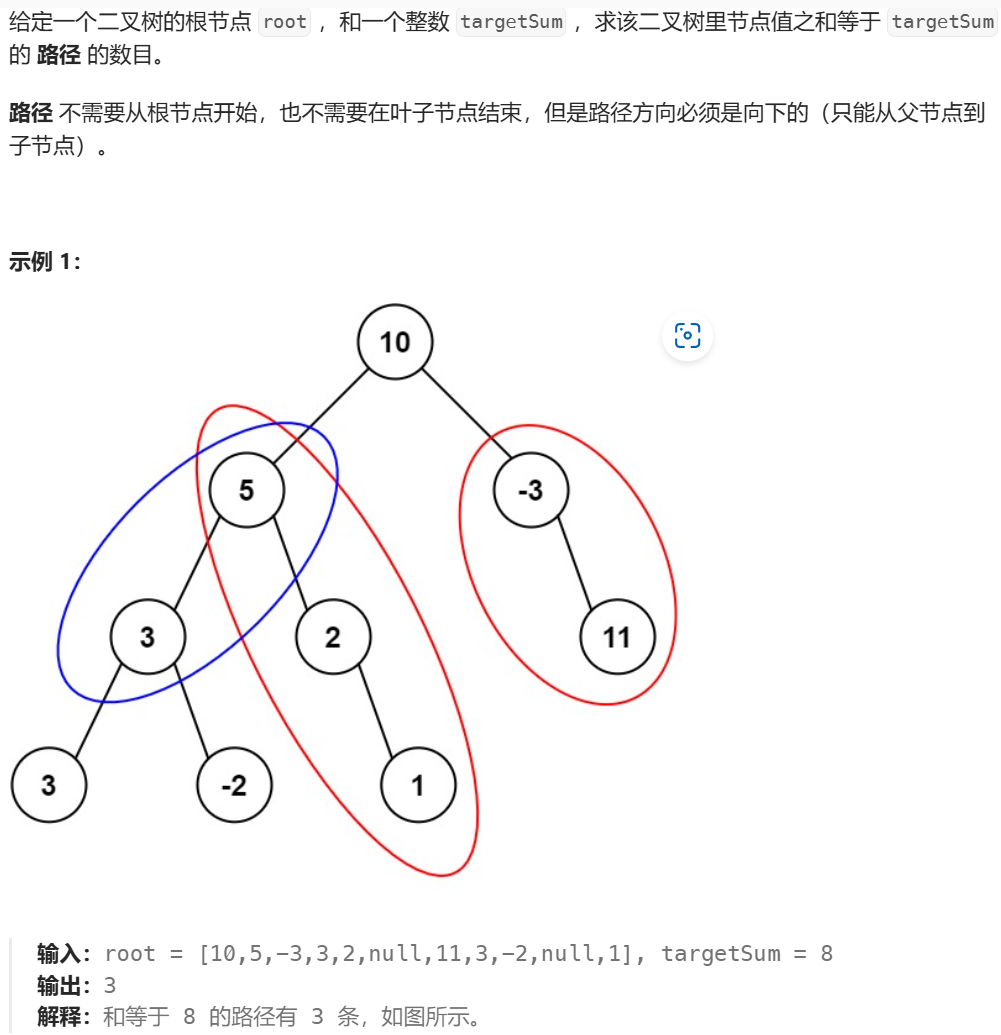 给定一个二叉树的根节点 root ，和一个整数 targetSum ，求该二叉树里节点值之和等于 targetSum
的 路径 的数目。
路径 不需要从根节点开始，也不需要在叶子节点结束，但是路径方向必须是向下的（只能从父节点到
子节点）。
示例 1：
10
5 -3
3 2 11
3 -2 1
输入：root = [10,5,-3,3,2,null,11,3,-2,null,1], targetSum = 8
输出：3
解释：和等于 8 的路径有 3 条，如图所示。